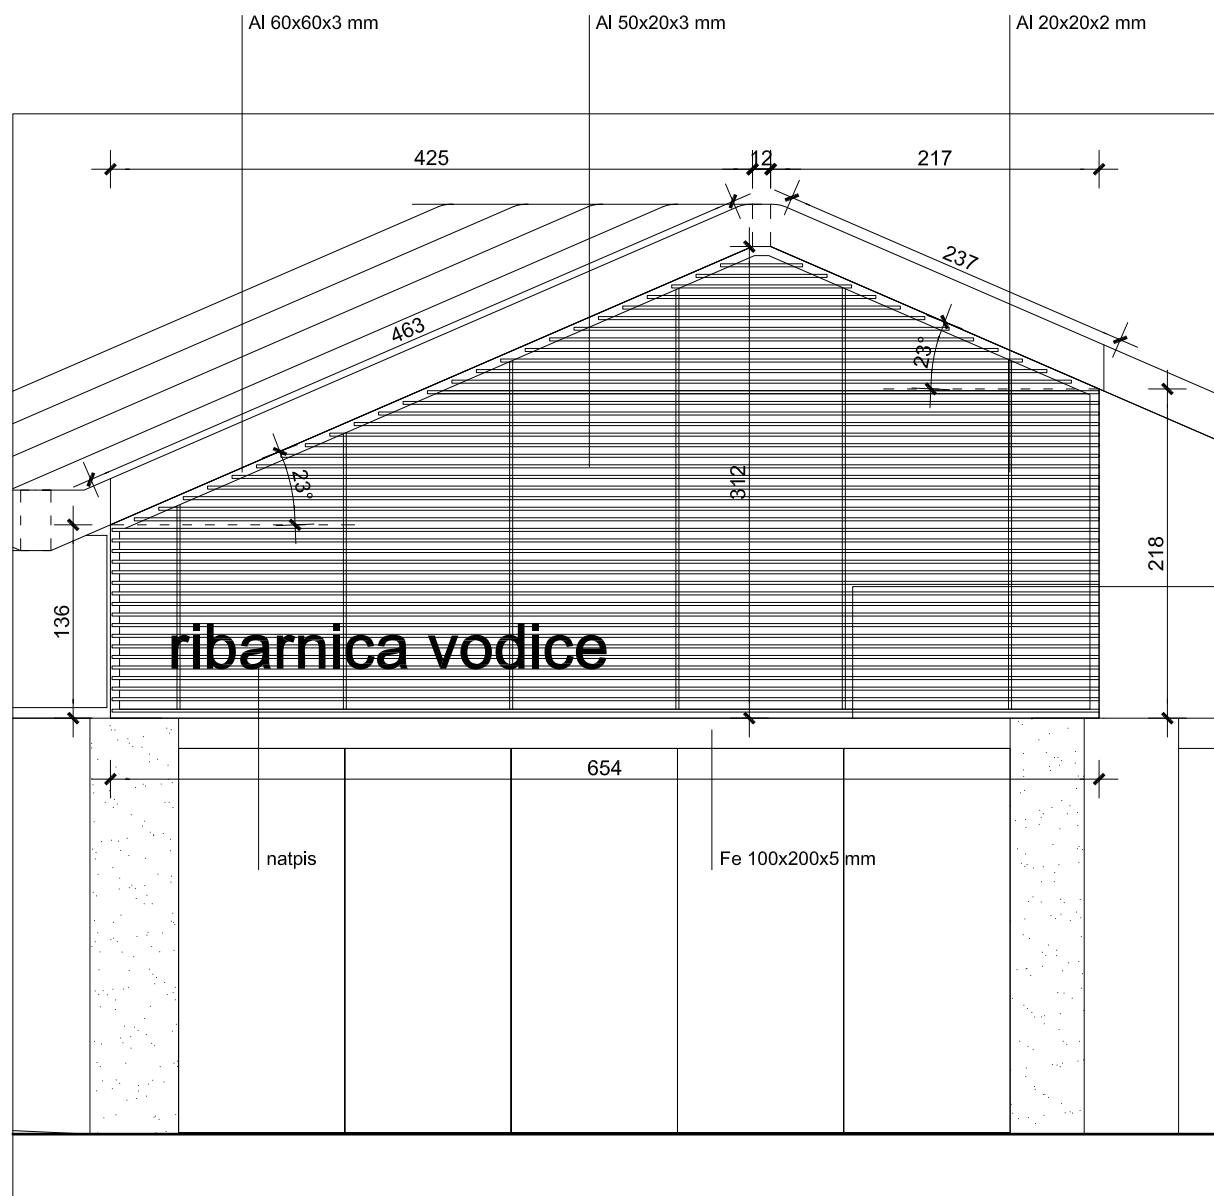 Al 60x60x3 mm
Al 50x20x3 mm
Al 20x20x2 mm
425
12
217
237
463
23°
23°
312
218
136
ribarnica vodice
654
natpis
Fe 100x200x5 mm